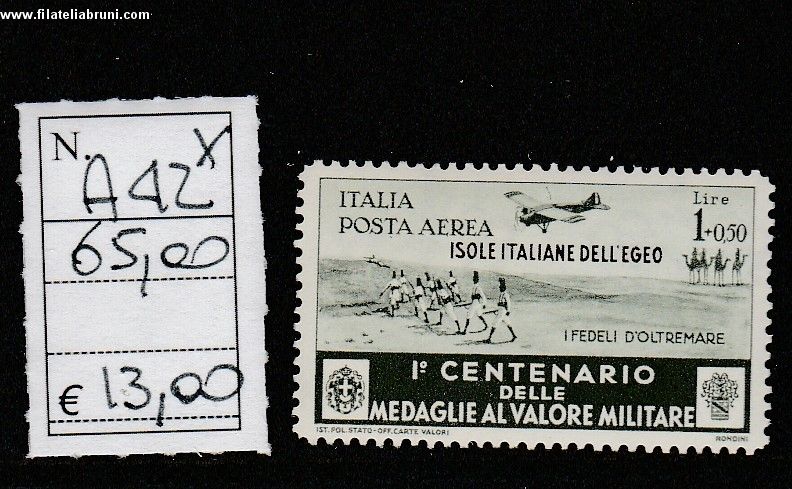 www.filateliabruni.com
N. x
A42
65,00
€ 13,00
ITALIA
POSTA AEREA
Lire
1+0,50
ISOLE ITALIANE DELL'EGEO
I FEDELI D'OLTREMARE
Iº CENTENARIO
DELLE
MEDAGLIE AL VALORE MILITARE
IST. POL. STATO - OFF. CARTE VALORI
RONDINI